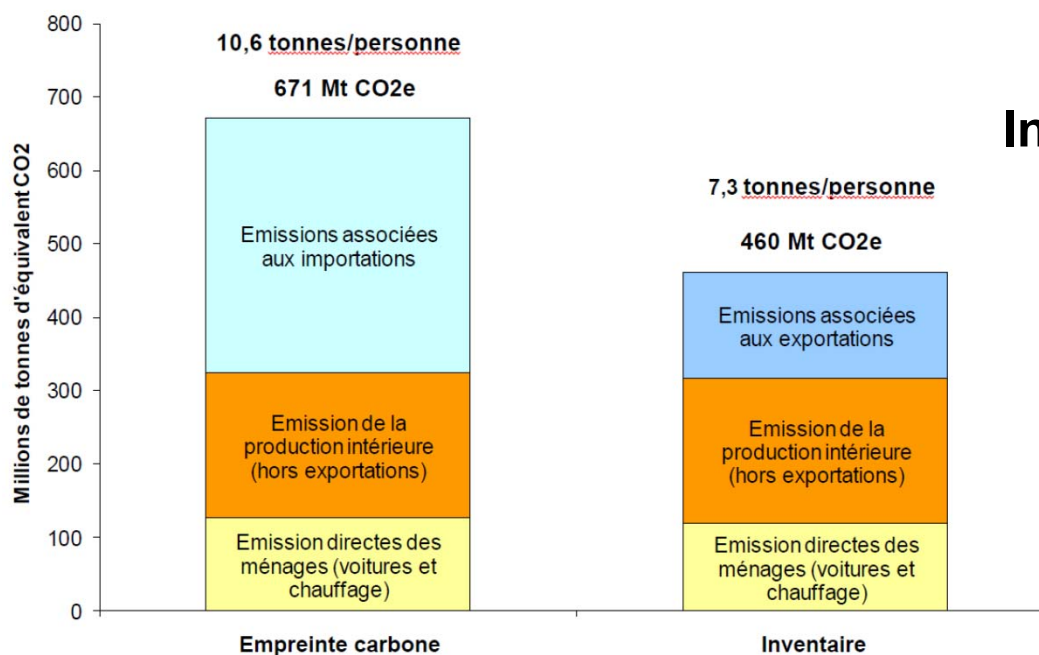 800
700
600
500
400
300
200
100
0
Millions de tonnes d'équivalent CO2
10,6 tonnes/personne
671 Mt CO2e
Emissions associées
aux importations
Emission de la
production intérieure
(hors exportations)
Emission directes des
ménages (voitures et
chauffage)
Empreinte carbone
7,3 tonnes/personne
460 Mt CO2e
Emissions associées
aux exportations
Emission de la
production intérieure
(hors exportations)
Emission directes des
ménages (voitures et
chauffage)
Inventaire
In